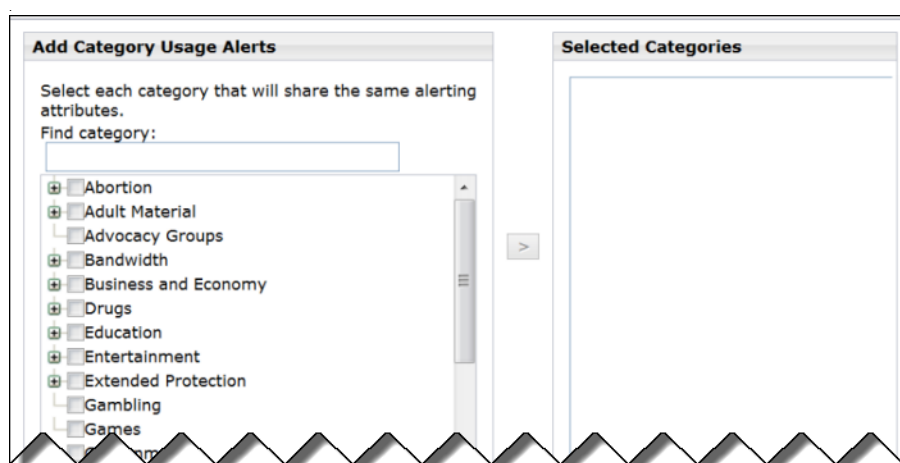 Add Category Usage Alerts
Selected Categories
Select each category that will share the same alerting
attributes.
Find category:
Abortion
Adult Material
Advocacy Groups
Bandwidth
Business and Economy
Drugs
Education
Entertainment
Extended Protection
Gambling
Games
>